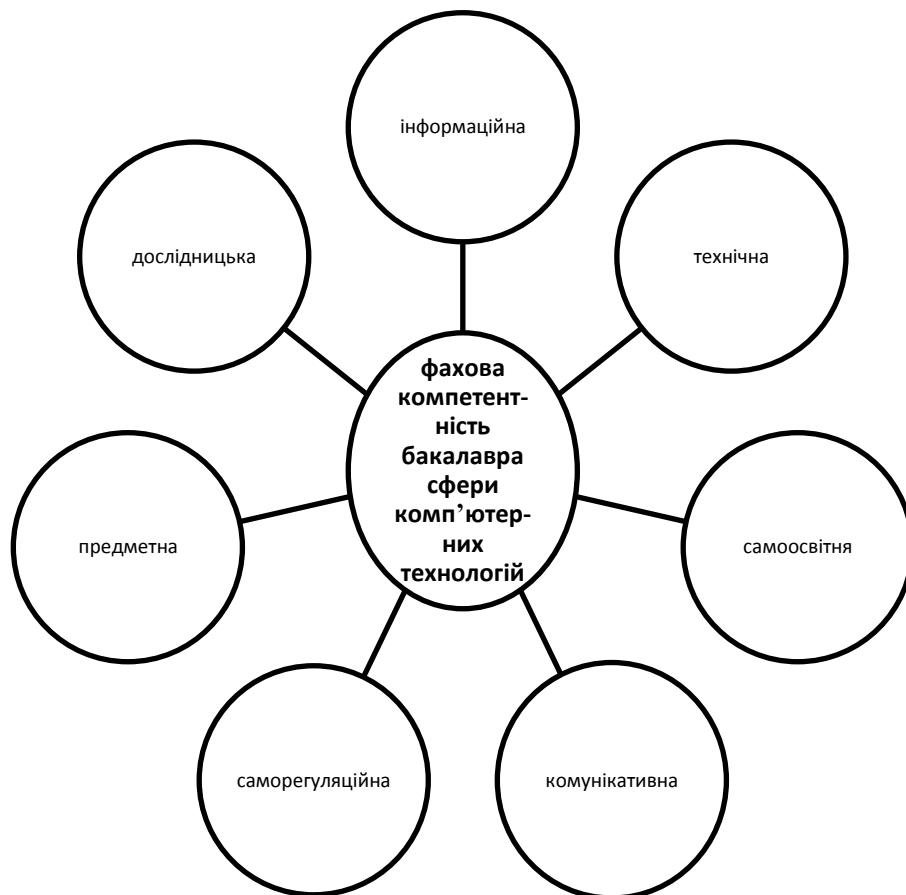 інформаційна
дослідницька
технічна
фахова
компетент-
ність
бакалавра
сфери
комп’ютер-
них
технологій
предметна
самоосвітня
саморегуляційна
комунікативна